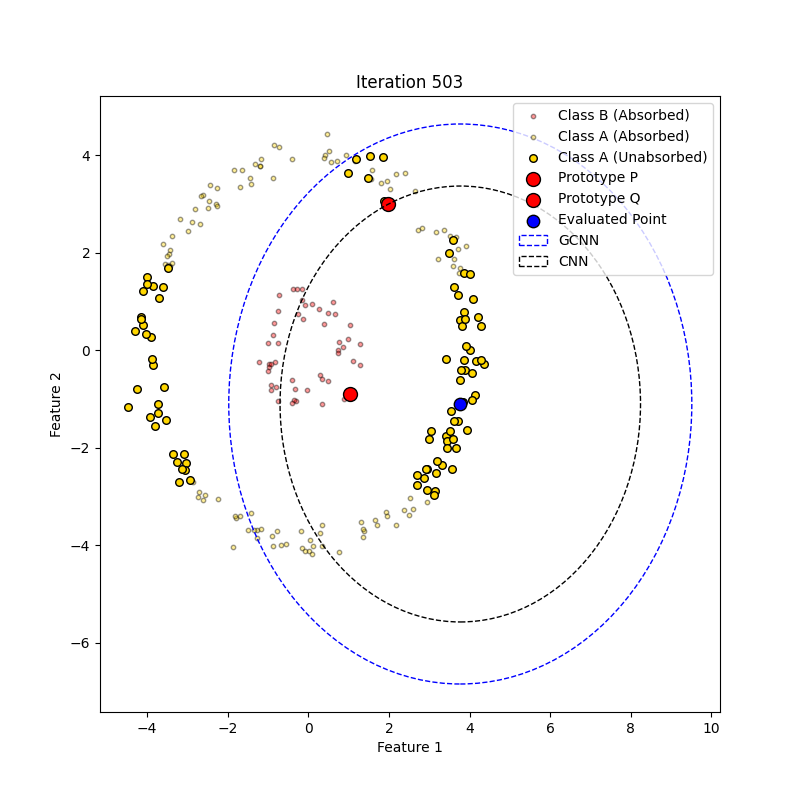 Iteration 503
Class B (Absorbed)
Class A (Absorbed)
Class A (Unabsorbed)
Prototype P
Prototype Q
Evaluated Point
GCNN
CNN
Feature 2
4
2
0
−2
−4
−6
−4
−2
0
2
4
6
8
10
Feature 1